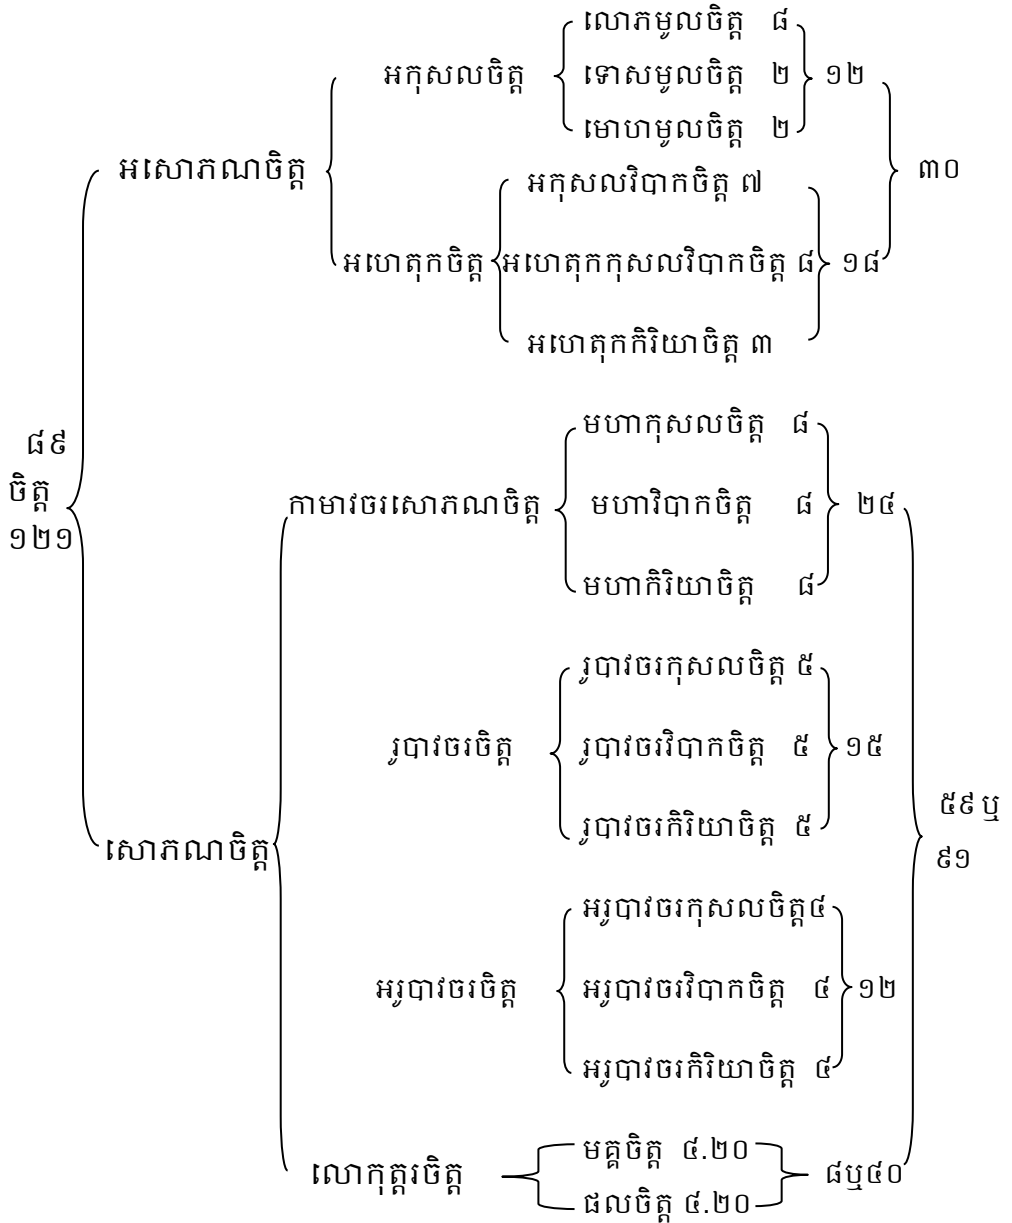 លោភមូលចិត្ត ៨
អកុសលចិត្ត ទោសមូលចិត្ត ២ ១២
មោហមូលចិត្ត ២
អសោភណចិត្ត អកុសលវិបាកចិត្ត ៧ ៣០
អហេតុកចិត្ត អហេតុកកុសលវិបាកចិត្ត ៨ ១៨
អហេតុកកិរិយាចិត្ត ៣
មហាកុសលចិត្ត ៨
៨៩
ចិត្ត
១២១
កាមាវចរសោភណចិត្ត មហាវិបាកចិត្ត ៨ ២៤
មហាកិរិយាចិត្ត ៨
រូបាវចរកុសលចិត្ត ៥
រូបាវចរចិត្ត រូបាវចរវិបាកចិត្ត ៥ ១៥
រូបាវចរកិរិយាចិត្ត ៥
៥៩ ឬ
៩១
សោភណចិត្ត
អរូបាវចរកុសលចិត្ត៤
អរូបាវចរចិត្ត អរូបាវចរវិបាកចិត្ត ៤ ១២
អរូបាវចរកិរិយាចិត្ត ៤
មគ្គចិត្ត ៤.២០
លោកុត្តរចិត្ត ៨ឬ៤០
ផលចិត្ត ៤.២០